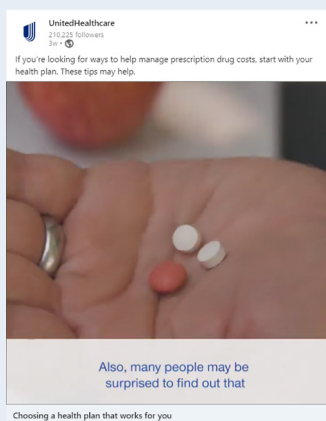 UnitedHealthcare
210,225 followers
3w •
If you're looking for ways to help manage prescription drug costs, start with your
health plan. These tips may help.
Also, many people may be
surprised to find out that
Choosing a health plan that works for you